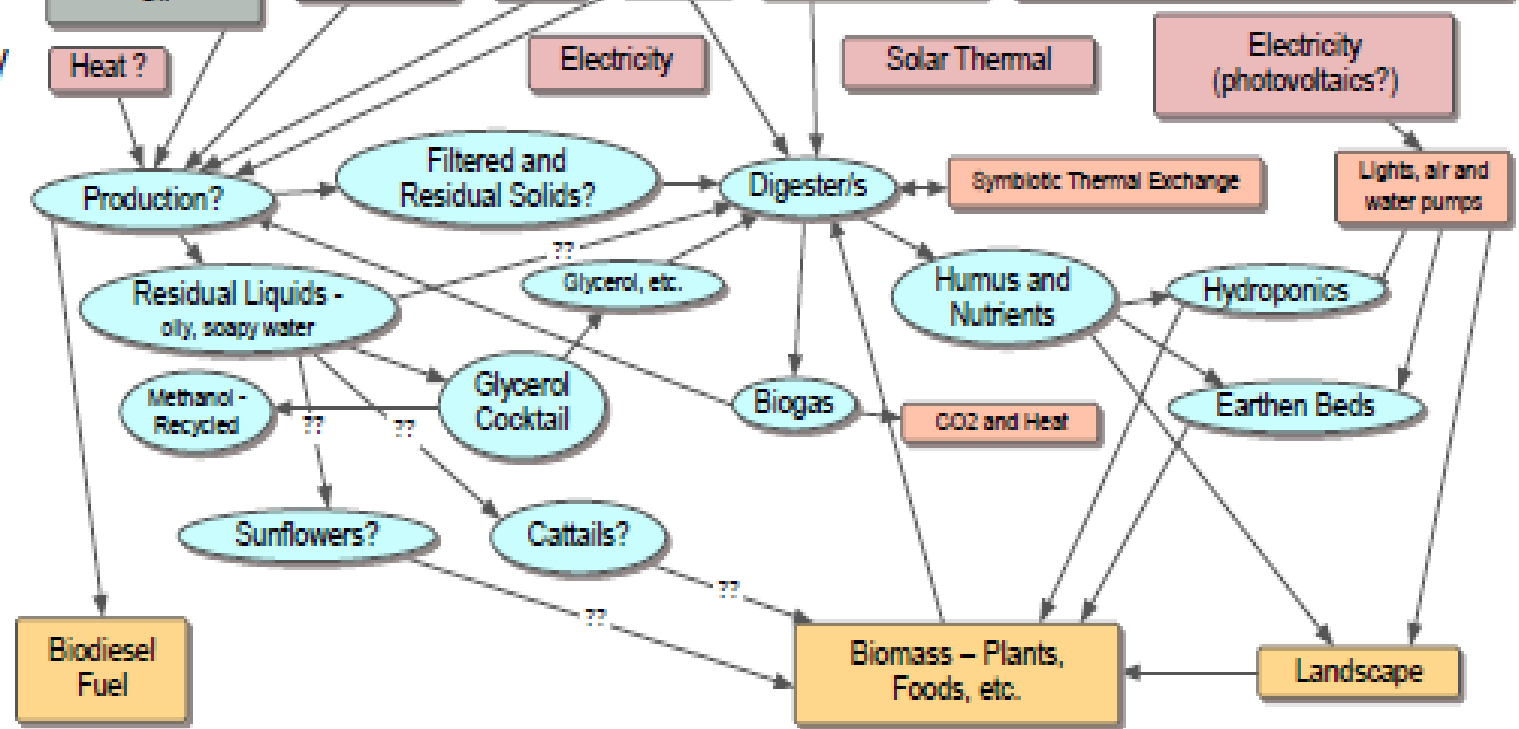 Heat ?
Electricity
Solar Thermal
Electricity
(photovoltaics?)
Production?
Filtered and
Residual Solids?
Digester/s
Symbiotic Thermal Exchange
Lights, air and
water pumps
??
Residual Liquids -
oily, soapy water
Glycerol, etc.
Humus and
Nutrients
Hydroponics
Methanol -
Recycled
??
??
Glycerol
Cocktail
Biogas
CO2 and Heat
Earthen Beds
Sunflowers?
Cattails?
??
??
Biodiesel
Fuel
Biomass – Plants,
Foods, etc.
Landscape